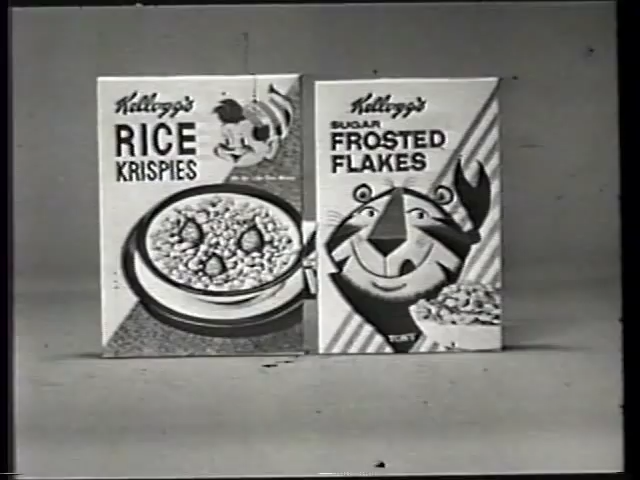 Kellogg's
RICE
KRISPIES
Kellogg's
SUGAR
FROSTED
FLAKES
TONY